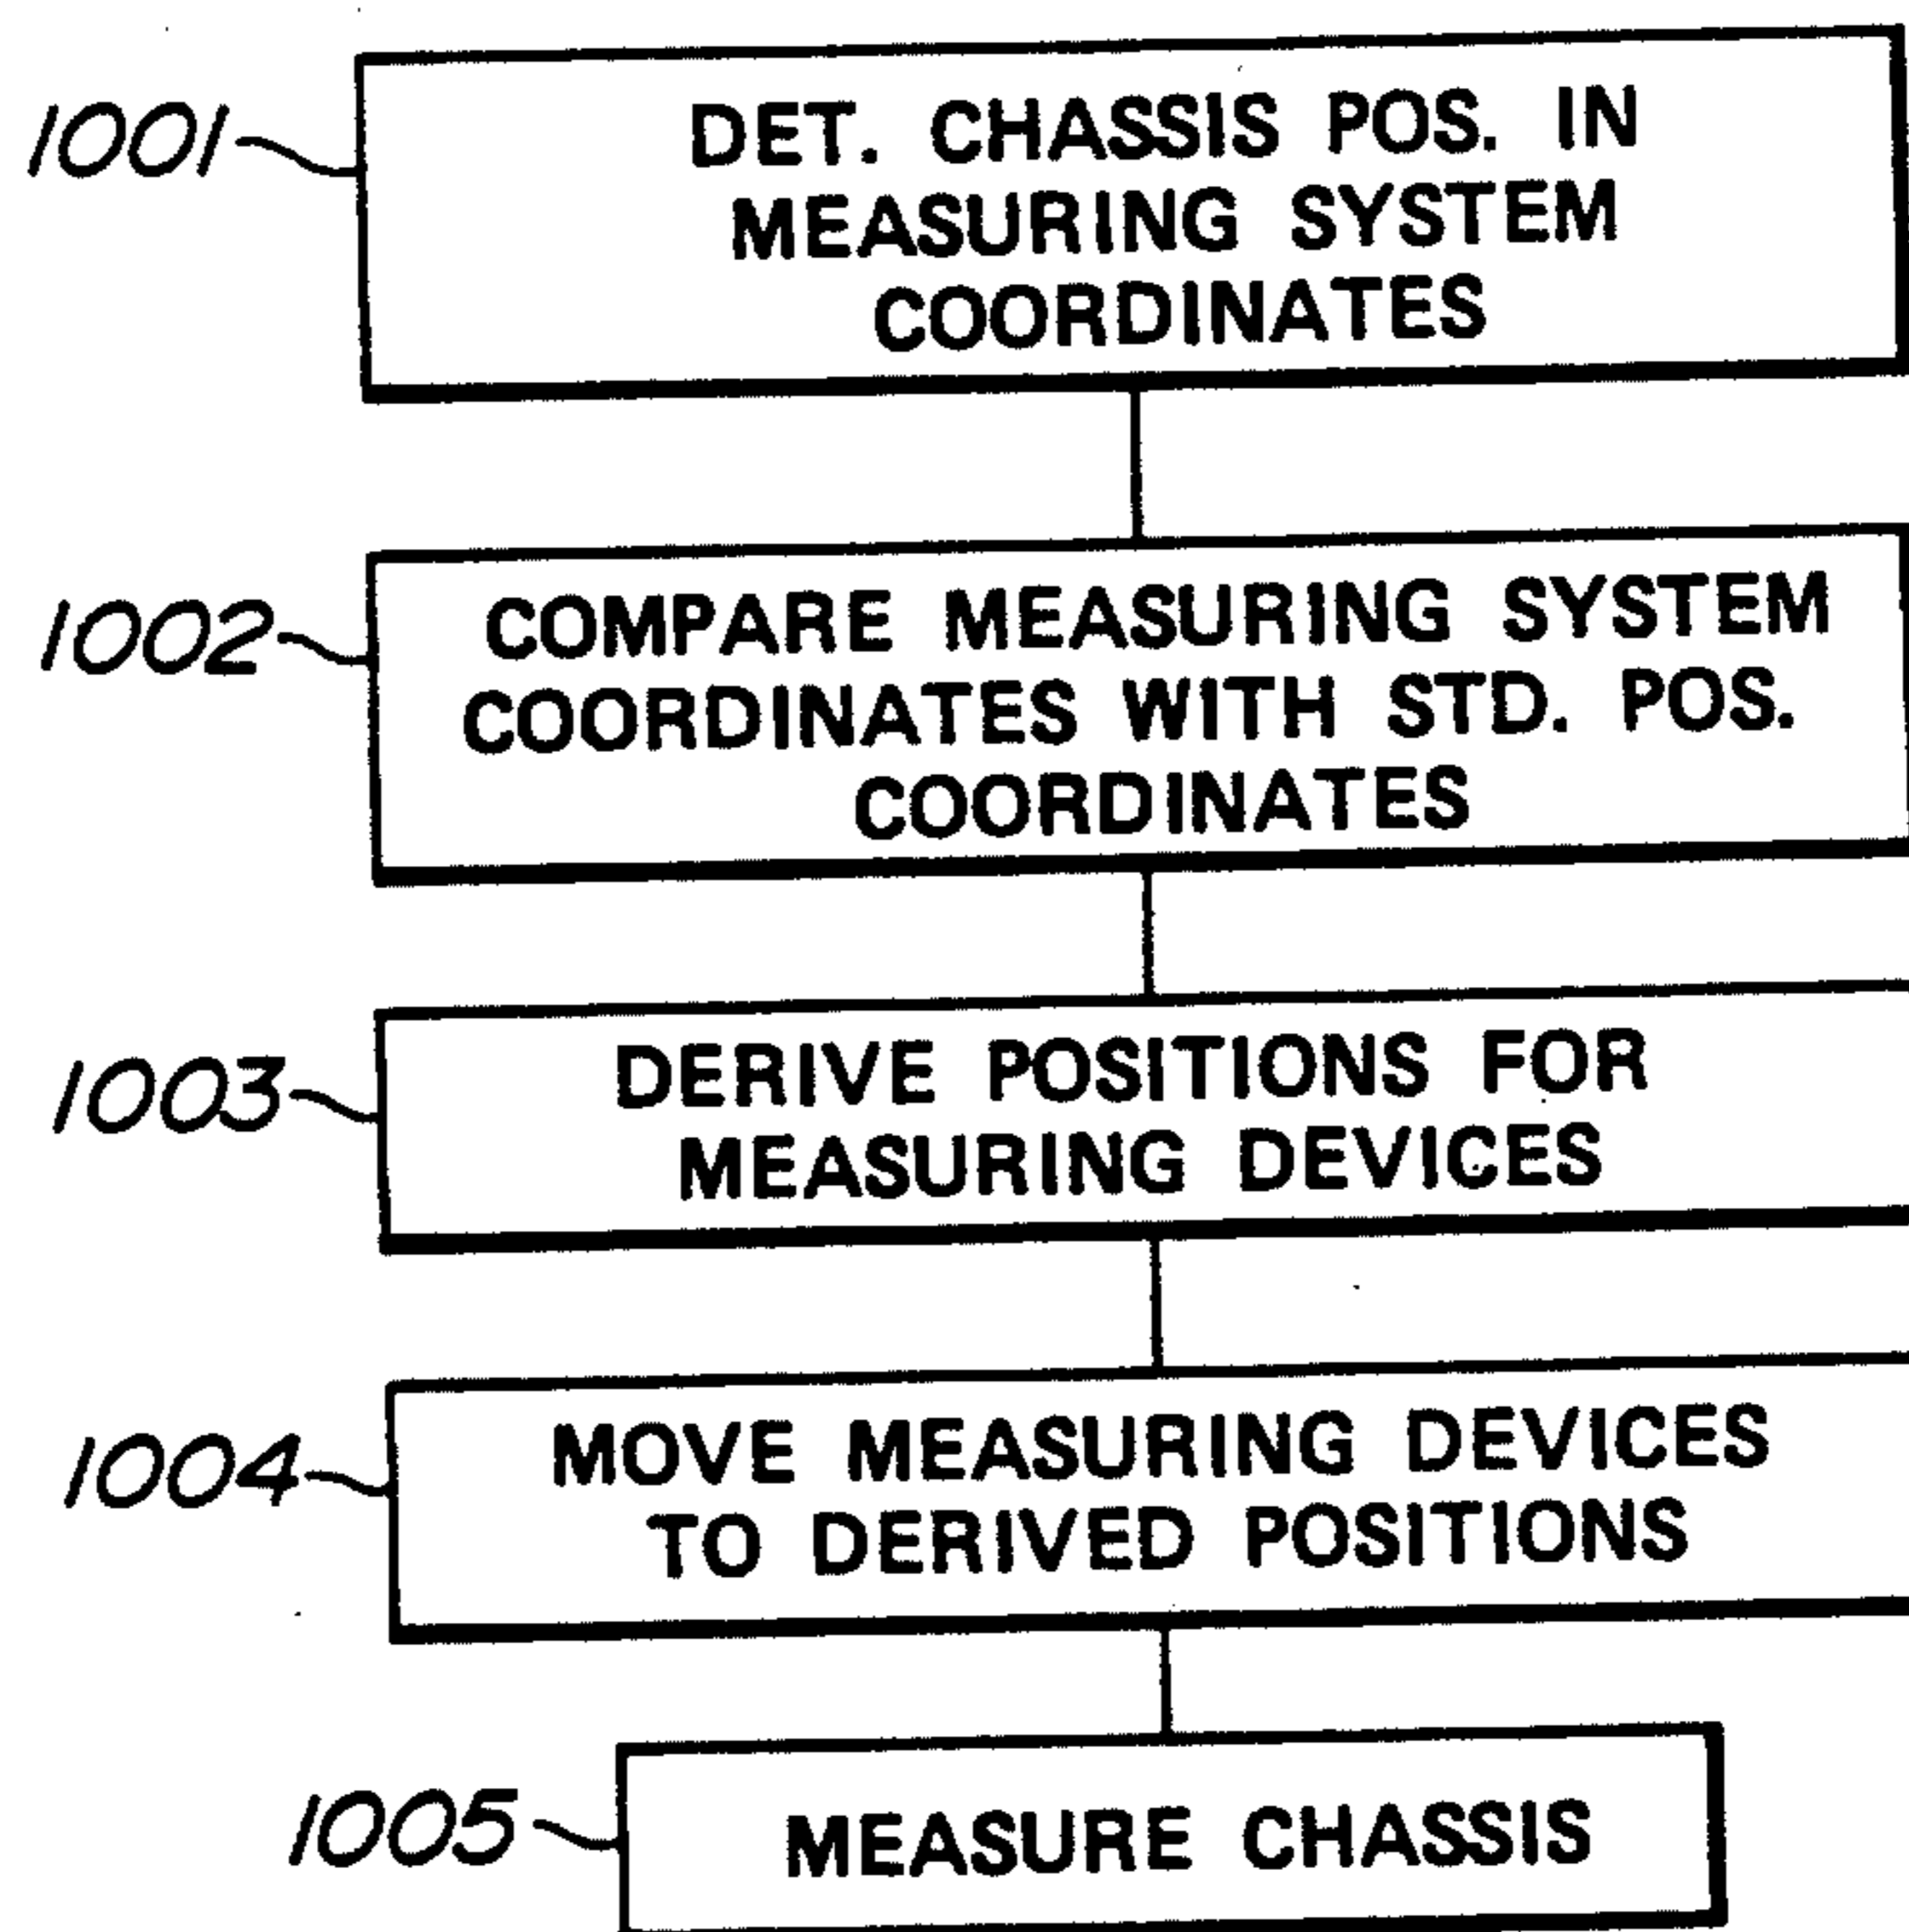 1001
DET. CHASSIS POS. IN
MEASURING SYSTEM
COORDINATES
1002
COMPARE MEASURING SYSTEM
COORDINATES WITH STD. POS.
COORDINATES
1003
DERIVE POSITIONS FOR
MEASURING DEVICES
1004
MOVE MEASURING DEVICES
TO DERIVED POSITIONS
1005
MEASURE CHASSIS